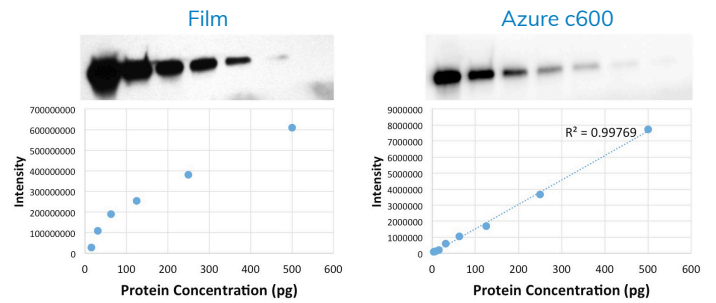 Film
Intensity
700000000
600000000
500000000
400000000
300000000
200000000
100000000
0
0 100 200 300 400 500 600
Protein Concentration (pg)
Azure c600
Intensity
9000000
8000000
7000000
6000000
5000000
4000000
3000000
2000000
1000000
0
R² = 0.99769
0 100 200 300 400 500 600
Protein Concentration (pg)